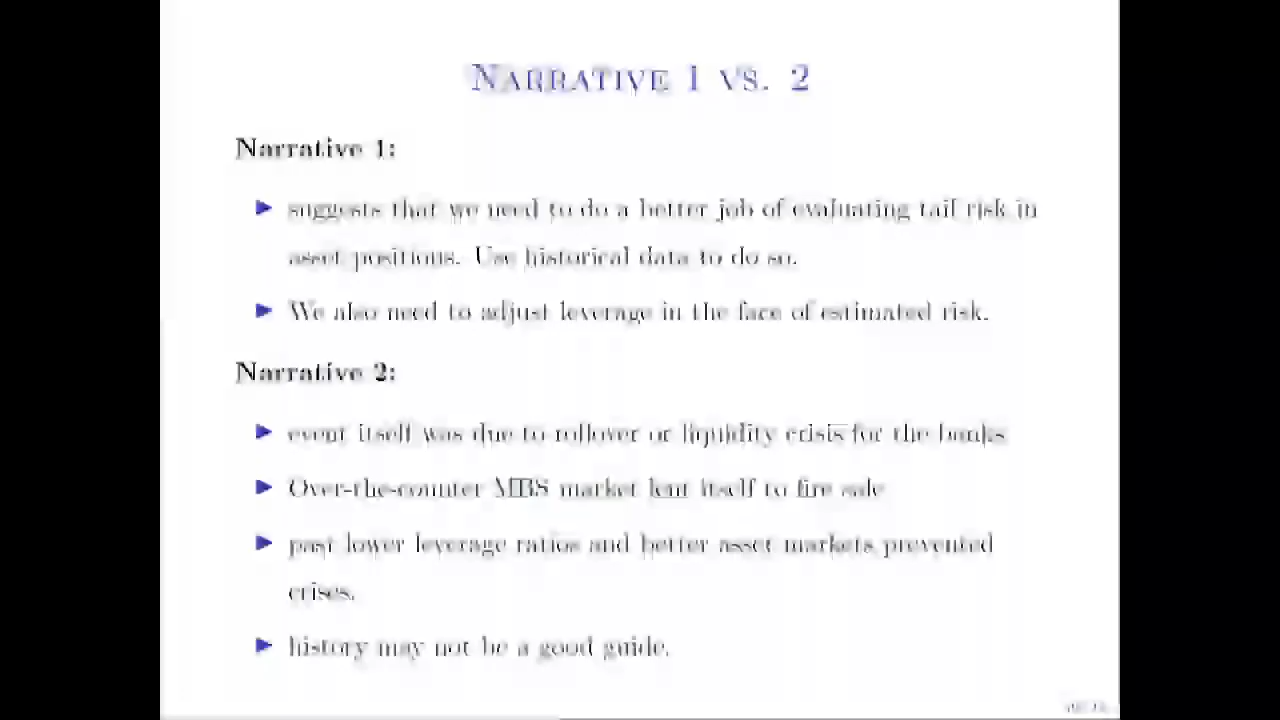 NARRATIVE 1 VS. 2
Narrative 1:
suggests that we need to do a better job of evaluating tail risk in
asset positions. Use historical data to do so.
We also need to adjust leverage in the face of estimated risk.
Narrative 2:
event itself was due to rollover or liquidity crisis for the banks
Over-the-counter MBS market lent itself to fire sale
past lower leverage ratios and better asset markets prevented
crises.
history may not be a good guide.